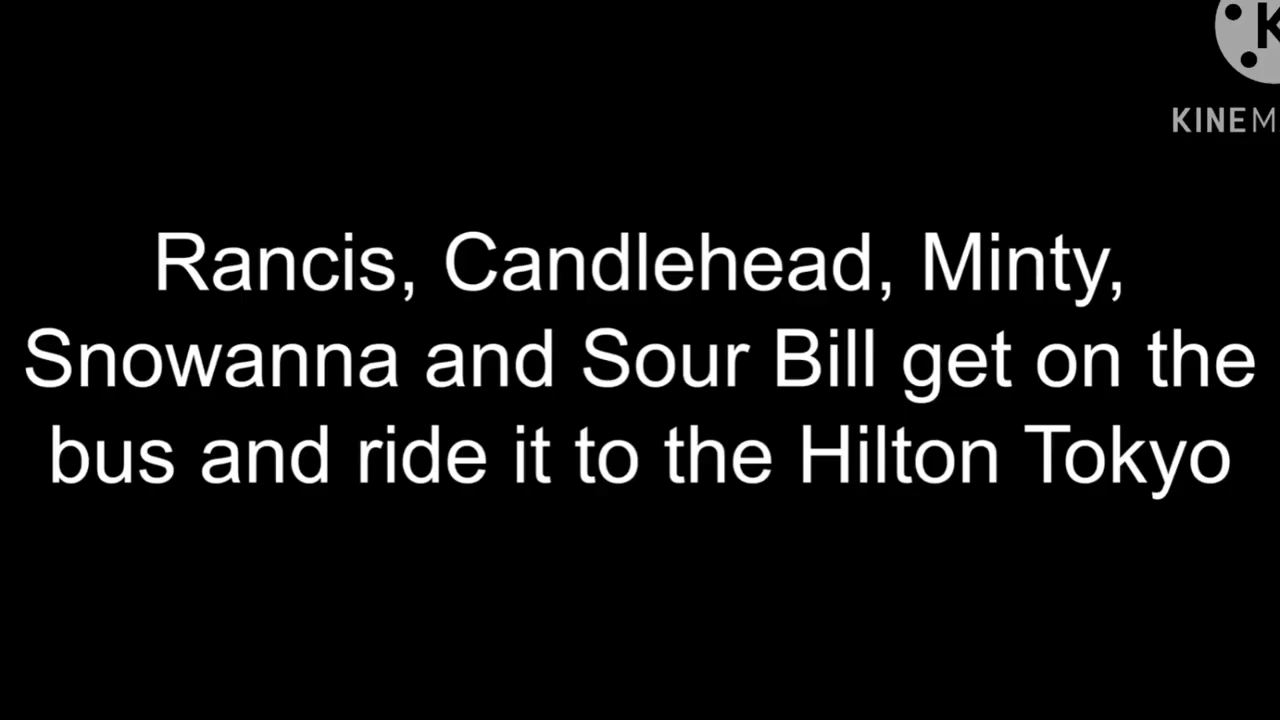 K
KINEM
Rancis, Candlehead, Minty,
Snowanna and Sour Bill get on the
bus and ride it to the Hilton Tokyo